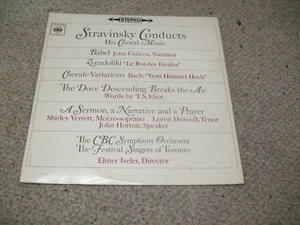 STEREO
Stravinsky Conducts
His Choral Music
Babel John Colicos, Narrator
Zvezdoliki "Le Roi des Etoiles"
Chorale Variations Bach: "Vom Himmel Hoch"
The Dove Descending Breaks the Air
Words by T. S. Eliot
A Sermon, a Narrative and a Prayer
Shirley Verrett, Mezzo-soprano Loren Driscoll, Tenor
John Horton, Speaker
The CBC Symphony Orchestra
The Festival Singers of Toronto
Elmer Iseler, Director